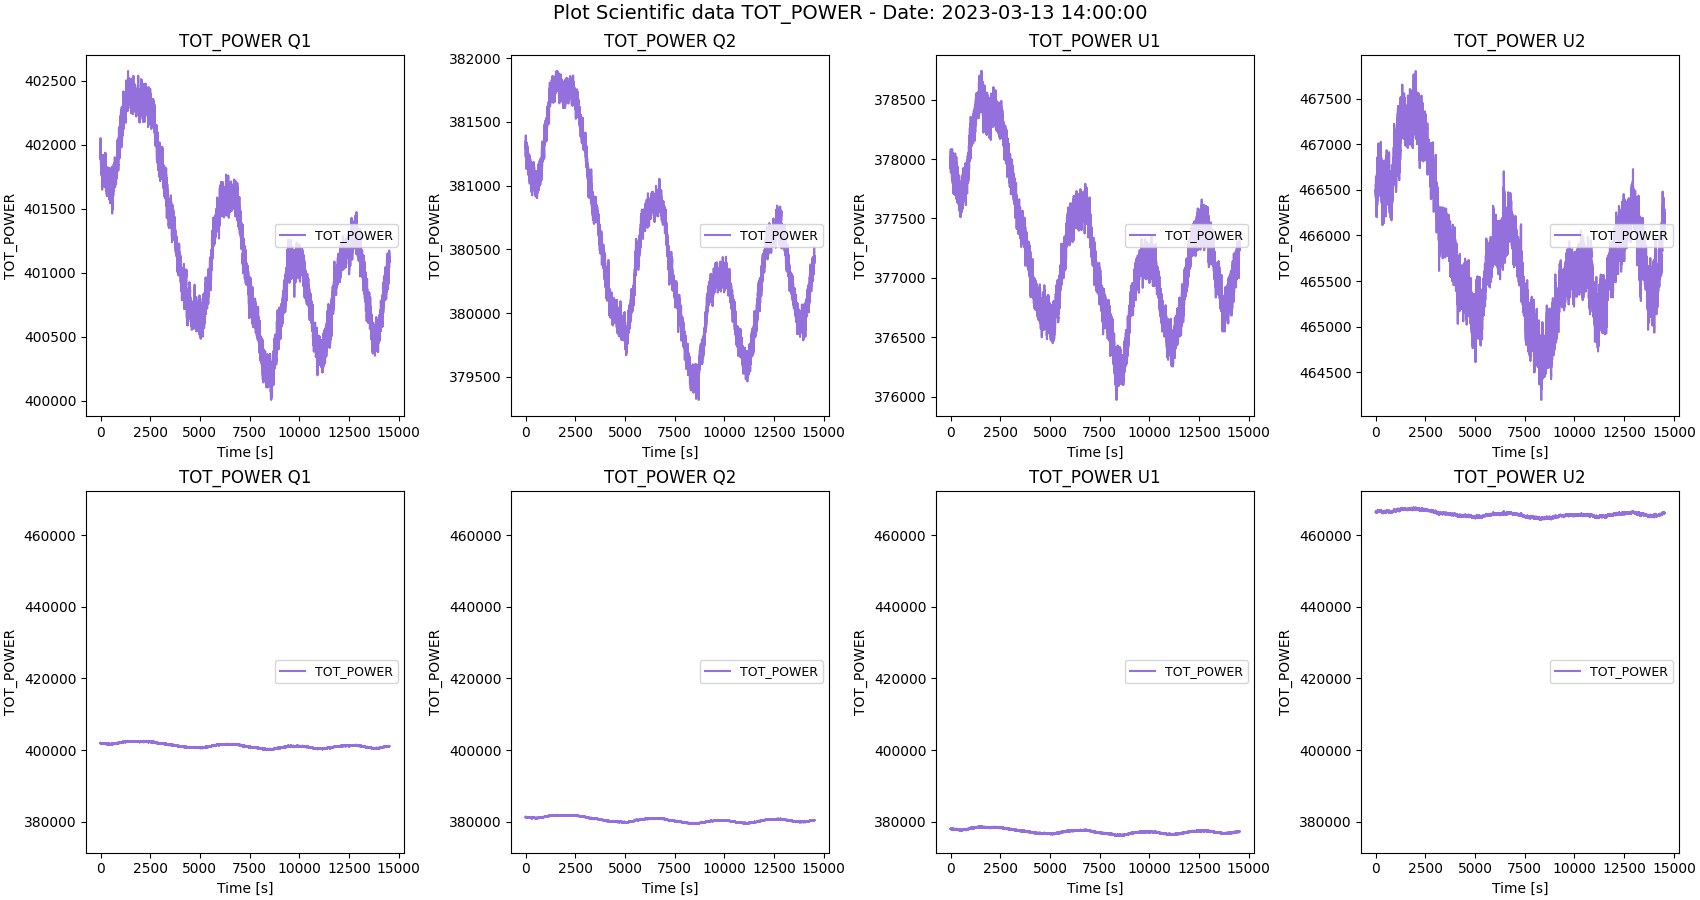 Plot Scientific data TOT_POWER - Date: 2023-03-13 14:00:00
TOT_POWER Q1
TOT_POWER
402500
402000
401500
401000
400500
400000
TOT_POWER
0 2500 5000 7500 10000 12500 15000
Time [s]
TOT_POWER Q2
TOT_POWER
382000
381500
381000
380500
380000
379500
TOT_POWER
0 2500 5000 7500 10000 12500 15000
Time [s]
TOT_POWER U1
TOT_POWER
378500
378000
377500
377000
376500
376000
TOT_POWER
0 2500 5000 7500 10000 12500 15000
Time [s]
TOT_POWER U2
TOT_POWER
467500
467000
466500
466000
465500
465000
464500
TOT_POWER
0 2500 5000 7500 10000 12500 15000
Time [s]
TOT_POWER Q1
TOT_POWER
460000
440000
420000
400000
380000
TOT_POWER
0 2500 5000 7500 10000 12500 15000
Time [s]
TOT_POWER Q2
TOT_POWER
460000
440000
420000
400000
380000
TOT_POWER
0 2500 5000 7500 10000 12500 15000
Time [s]
TOT_POWER U1
TOT_POWER
460000
440000
420000
400000
380000
TOT_POWER
0 2500 5000 7500 10000 12500 15000
Time [s]
TOT_POWER U2
TOT_POWER
460000
440000
420000
400000
380000
TOT_POWER
0 2500 5000 7500 10000 12500 15000
Time [s]